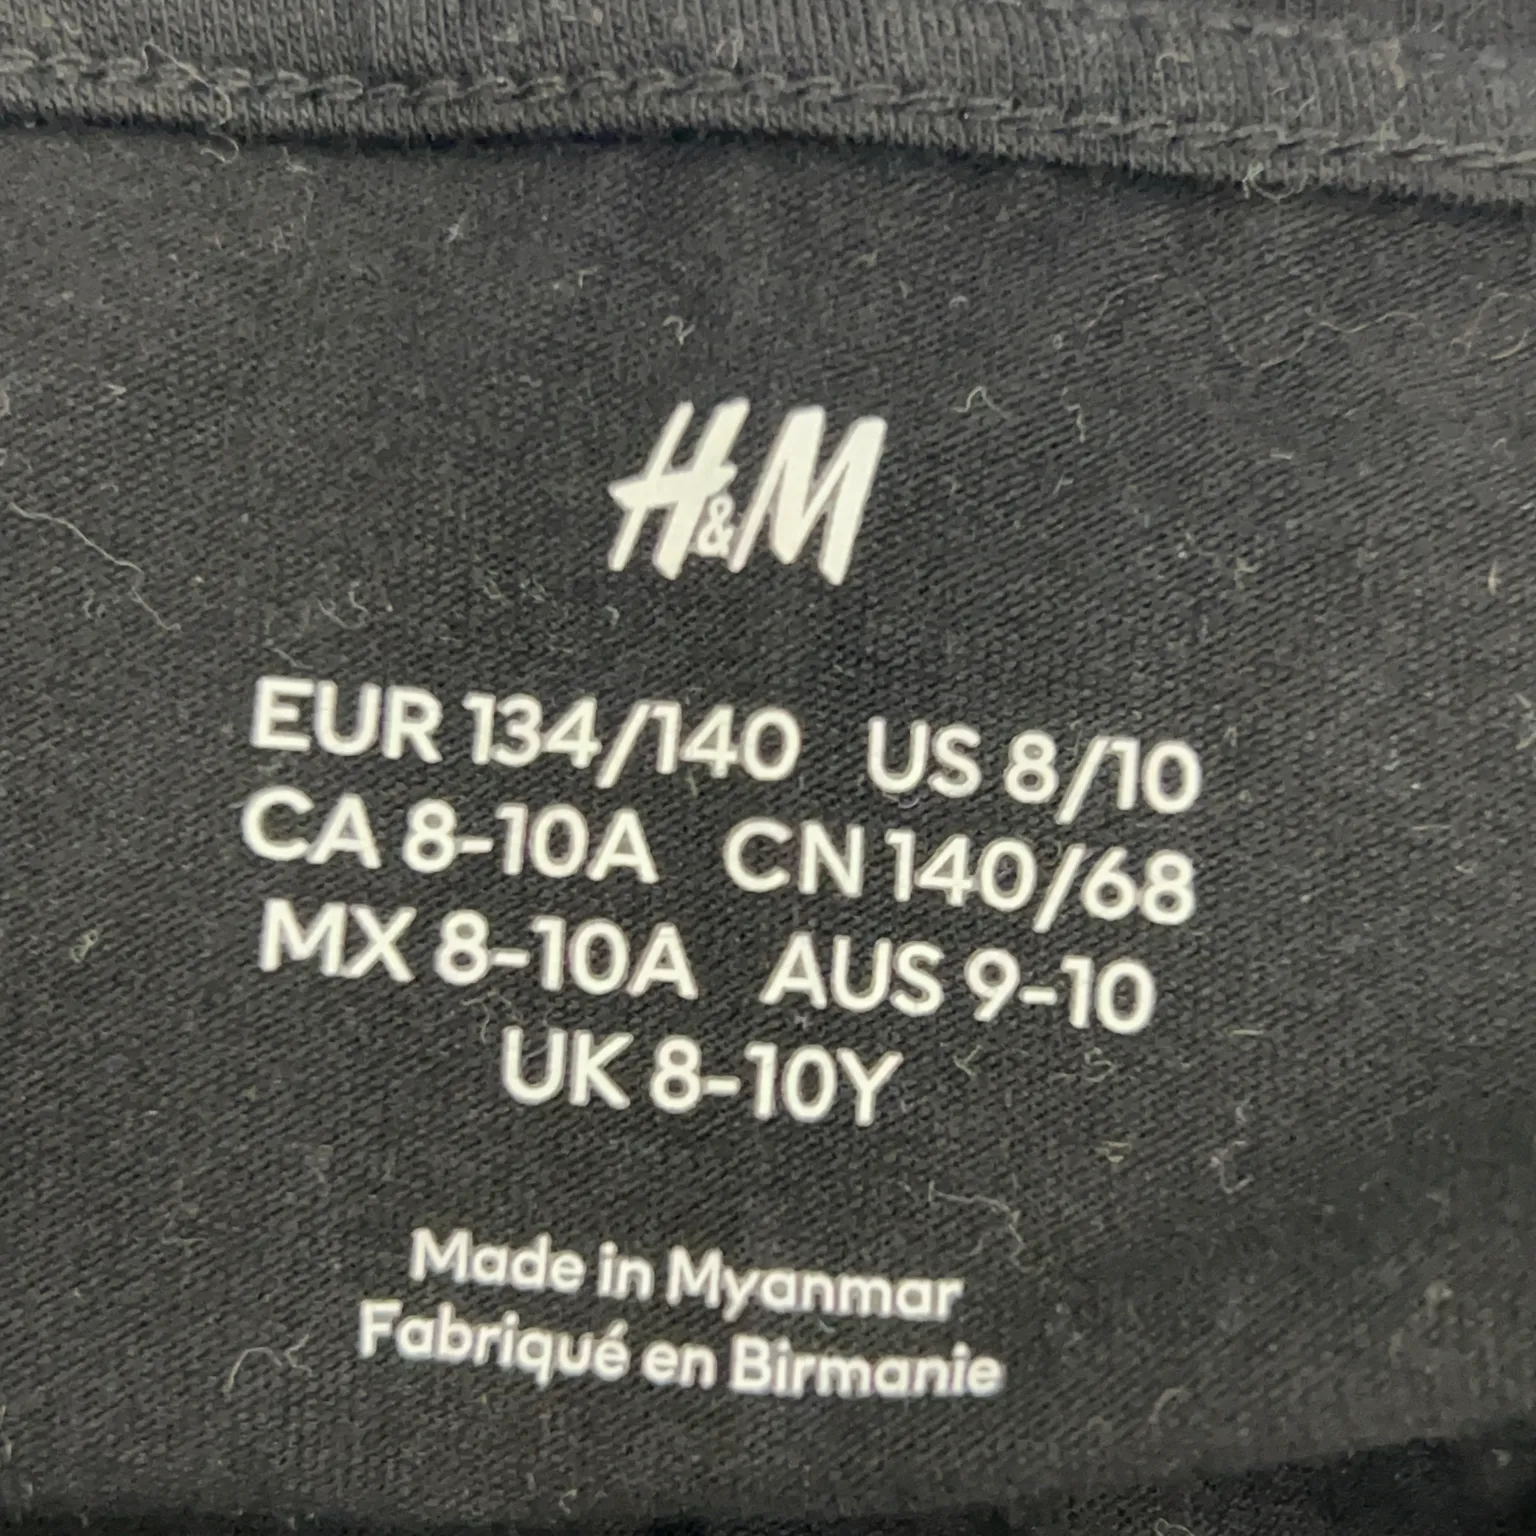 H&M
EUR 134/140 US 8/10
CA 8-10A CN 140/68
MX 8-10A AUS 9-10
UK 8-10Y
Made in Myanmar
Fabriqué en Birmanie